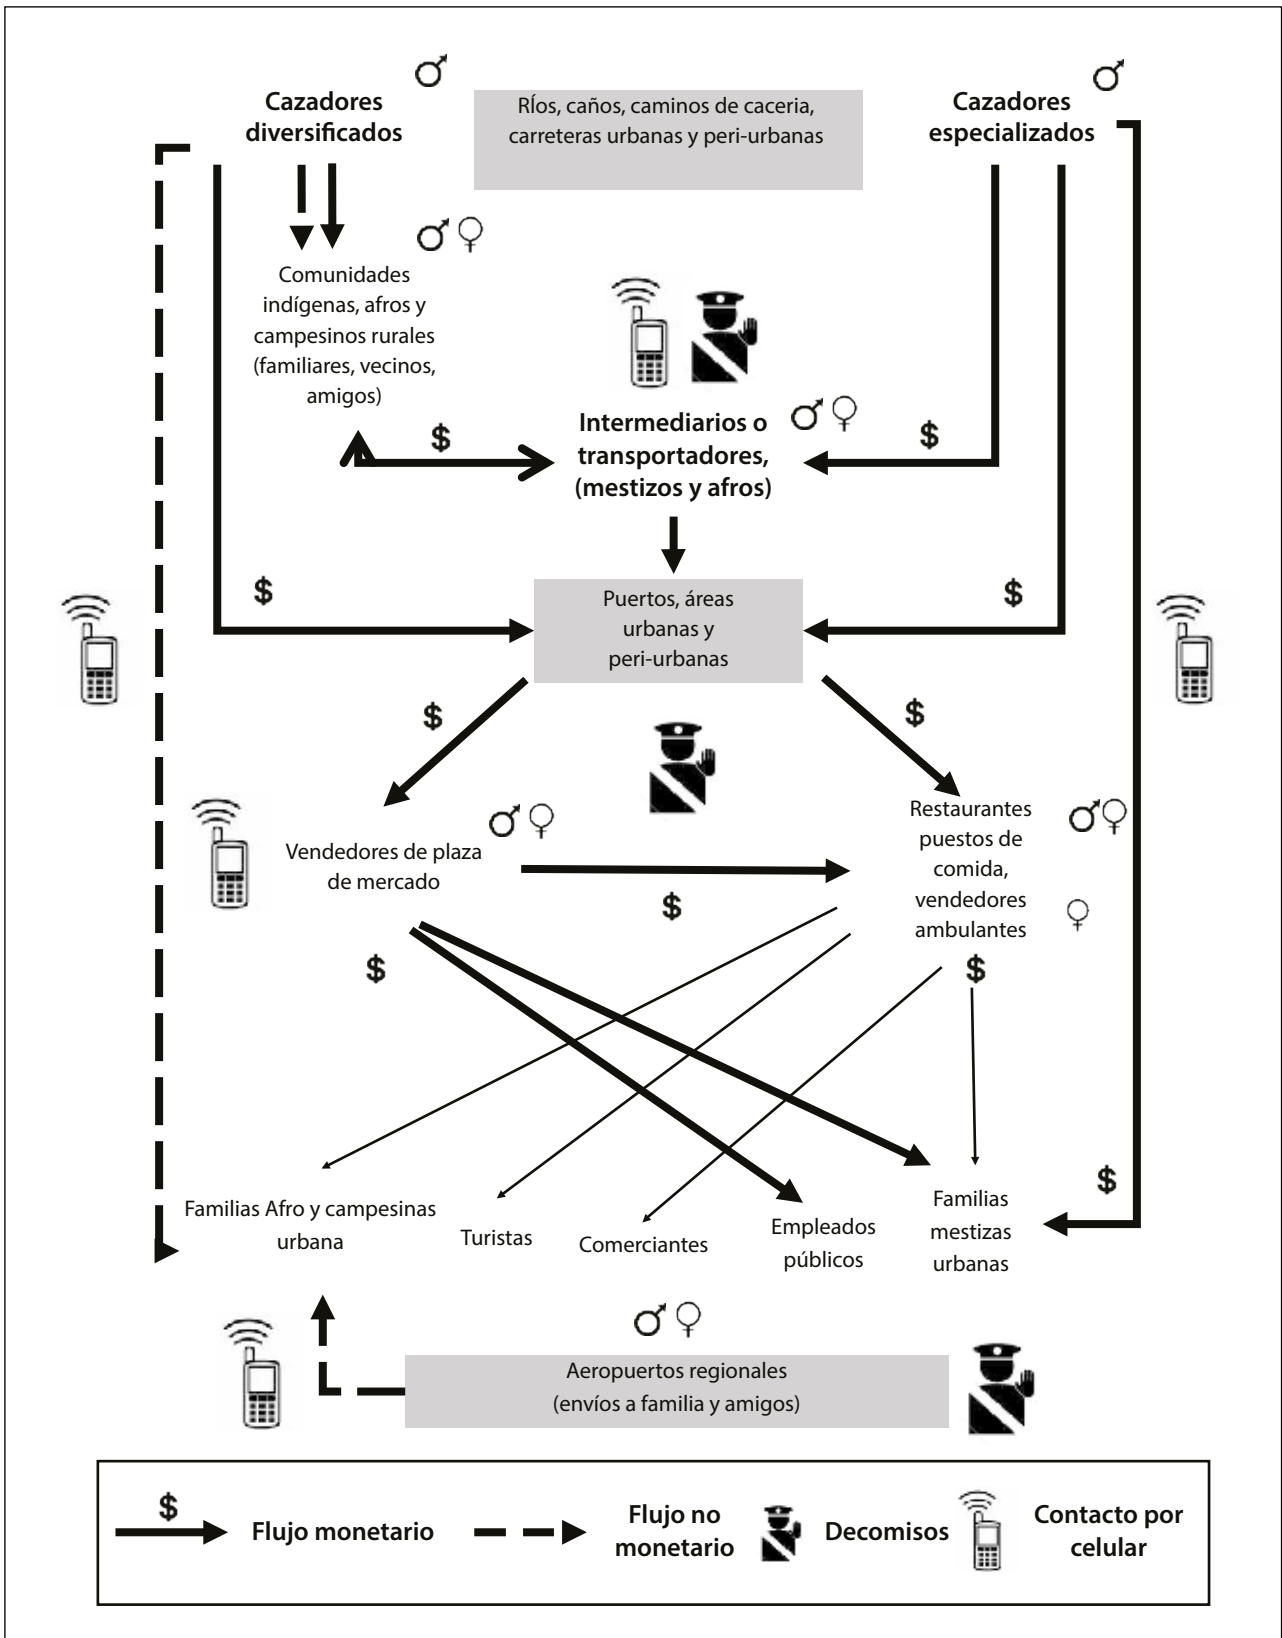 Cazadores
diversificados
RÍos, caños, caminos de caceria,
carreteras urbanas y peri-urbanas
Cazadores
especializados
Comunidades
indígenas, afros y
campesinos rurales
(familiares, vecinos,
amigos)
$
Intermediarios o
transportadores,
(mestizos y afros)
$
$
Puertos, áreas
urbanas y
peri-urbanas
$
$
$
Vendedores de plaza
de mercado
Restaurantes
puestos de
comida,
vendedores
ambulantes
$
$
$
Familias Afro y campesinas
urbana
Turistas
Comerciantes
Empleados
públicos
Familias
mestizas
urbanas
$
Aeropuertos regionales
(envíos a familia y amigos)
$
Flujo monetario
Flujo no
monetario
Decomisos
Contacto por
celular